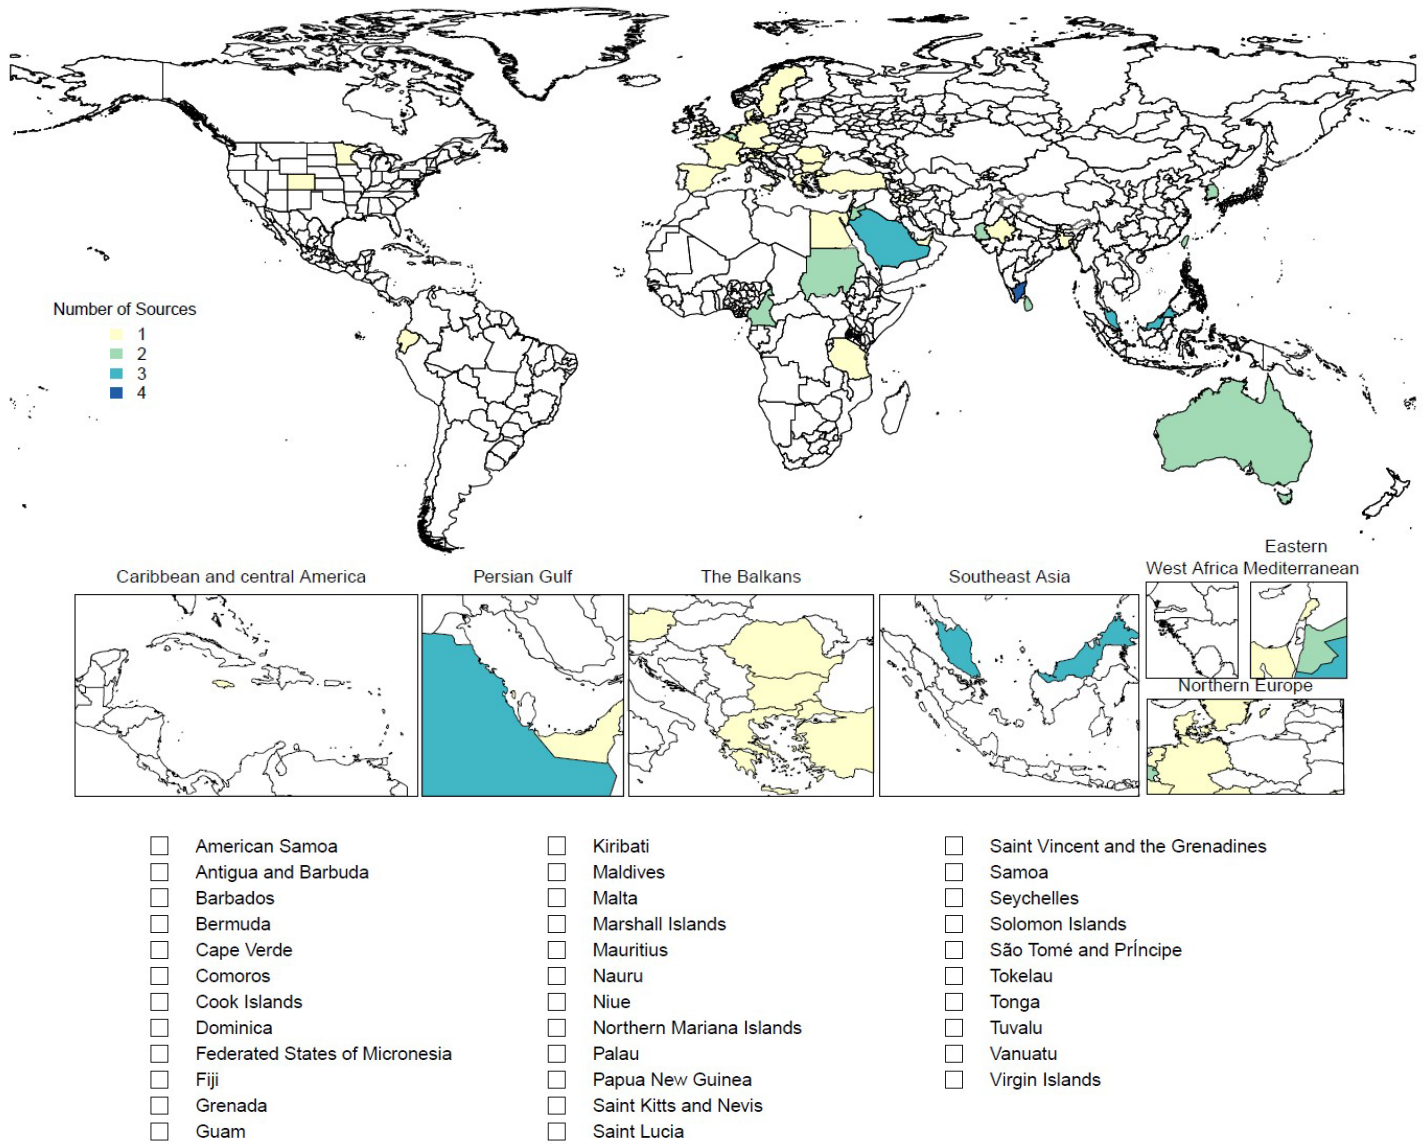 Number of Sources
1
2
3
4
Caribbean and central America
Persian Gulf
The Balkans
Southeast Asia
West Africa
Eastern
Mediterranean
Northern Europe
American Samoa
Antigua and Barbuda
Barbados
Bermuda
Cape Verde
Comoros
Cook Islands
Dominica
Federated States of Micronesia
Fiji
Grenada
Guam
Kiribati
Maldives
Malta
Marshall Islands
Mauritius
Nauru
Niue
Northern Mariana Islands
Palau
Papua New Guinea
Saint Kitts and Nevis
Saint Lucia
Saint Vincent and the Grenadines
Samoa
Seychelles
Solomon Islands
São Tomé and PrÍncipe
Tokelau
Tonga
Tuvalu
Vanuatu
Virgin Islands